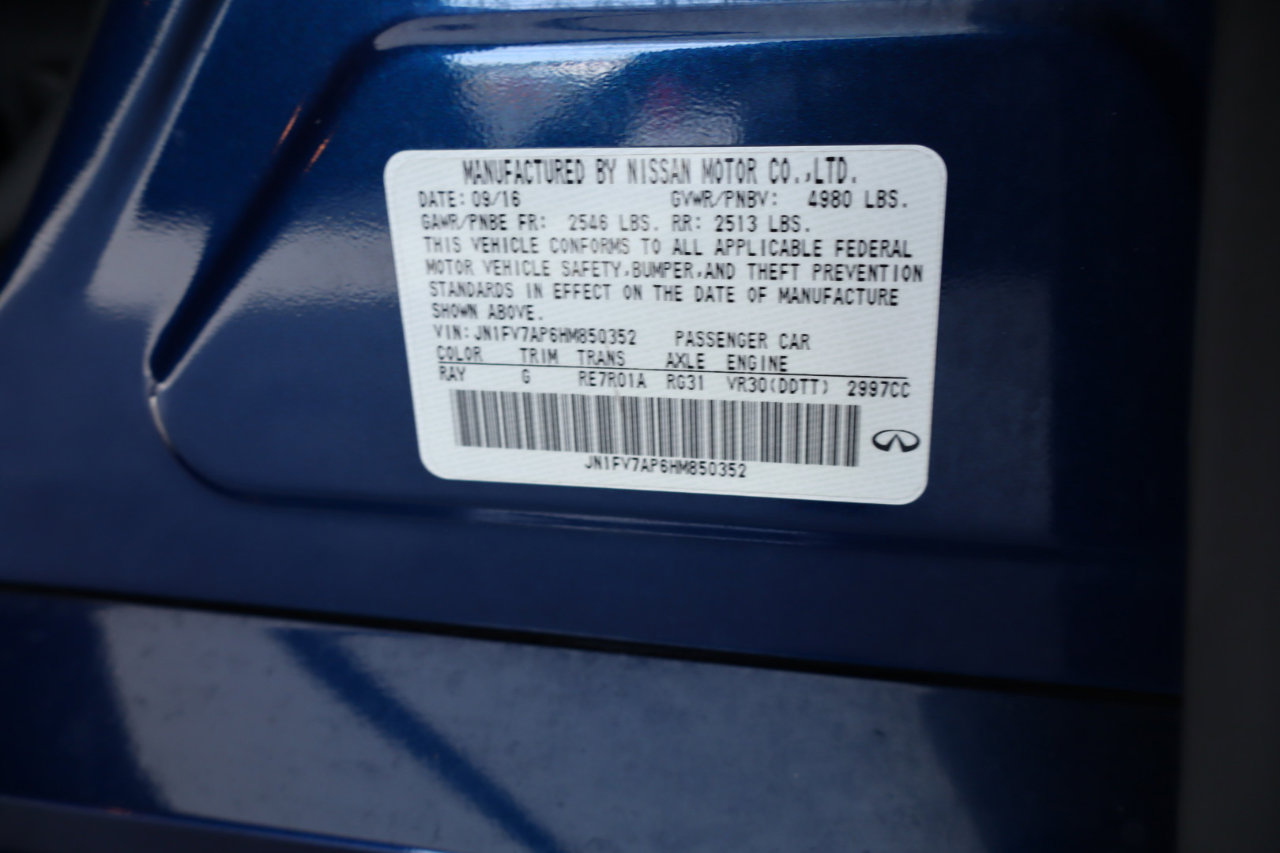 MANUFACTURED BY NISSAN MOTOR CO.,LTD.
DATE: 09/16 GVWR/PNBV: 4980 LBS.
GAWR/PNBE FR: 2546 LBS. RR: 2513 LBS.
THIS VEHICLE CONFORMS TO ALL APPLICABLE FEDERAL
MOTOR VEHICLE SAFETY,BUMPER,AND THEFT PREVENTION
STANDARDS IN EFFECT ON THE DATE OF MANUFACTURE
SHOWN ABOVE.
VIN: JN1FV7AP6HM850352 PASSENGER CAR
COLOR TRIM TRANS AXLE ENGINE
RAY G RE7R01A RG31 VR30(DDTT) 2997CC
JN1FV7AP6HM850352